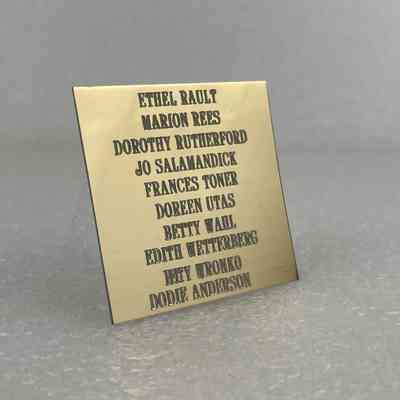 ETHEL RAULT
MARION REES
DOROTHY RUTHERFORD
JO SALAMANDICK
FRANCES TONER
DOREEN UTAS
BETTY WAHL
EDITH WETTERBERG
WRONKO
DODIE ANDERSON